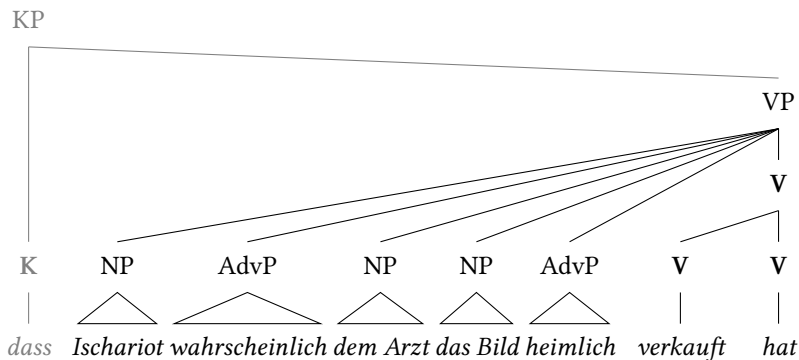 KP
VP
V
K NP AdvP NP NP AdvP V V
dass Ischariot wahrscheinlich dem Arzt das Bild heimlich verkauft hat